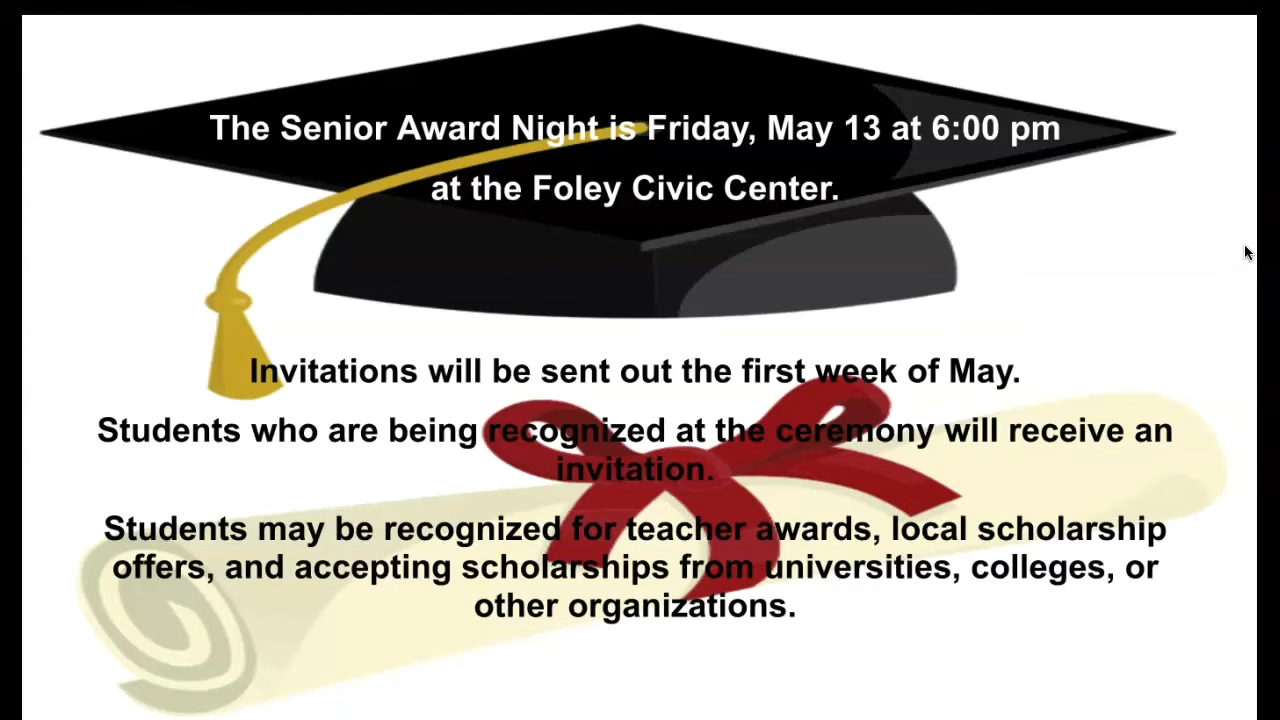 The Senior Award Night is Friday, May 13 at 6:00 pm
at the Foley Civic Center.
Invitations will be sent out the first week of May.
Students who are being recognized at the ceremony will receive an
invitation.
Students may be recognized for teacher awards, local scholarship
offers, and accepting scholarships from universities, colleges, or
other organizations.